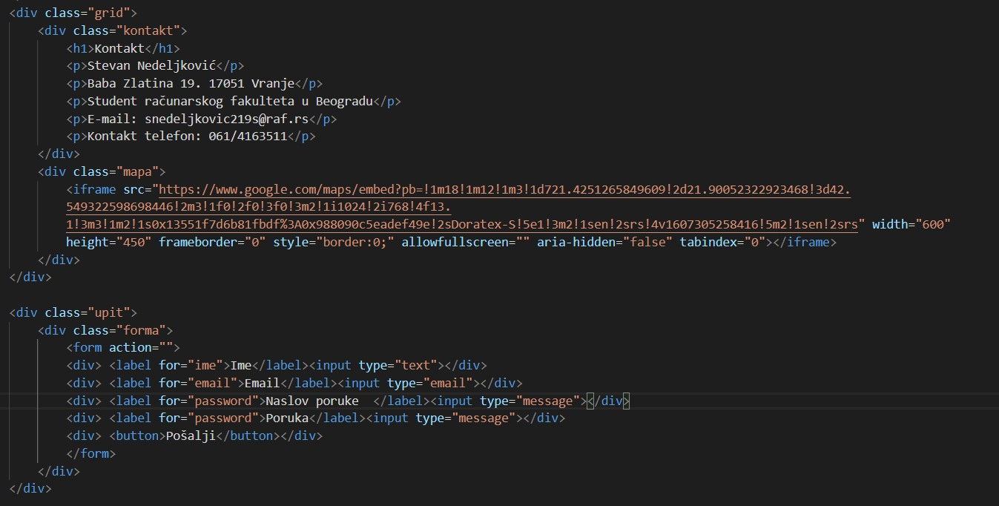 <div class="grid">
    <div class="kontakt">
        <h1>Kontakt</h1>
        <p>Stevan Nedeljković</p>
        <p>Baba Zlatina 19. 17051 Vranje</p>
        <p>Student računarskog fakulteta u Beogradu</p>
        <p>E-mail: snedeljkovic219s@raf.rs</p>
        <p>Kontakt telefon: 061/4163511</p>
    </div>
    <div class="mapa">
        <iframe src="https://www.google.com/maps/embed?pb=!1m18!1m12!1m3!1d721.4251265849609!2d21.90052322923468!3d42.
        549322598698446!2m3!1f0!2f0!3f0!3m2!1i1024!2i768!4f13.
        1!3m3!1m2!1s0x13551f7d6b81fbdf%3A0x988090c5eadef49e!2sDoratex-S!5e1!3m2!1sen!2srs!4v1607305258416!5m2!1sen!2srs" width="600"
        height="450" frameborder="0" style="border:0;" allowfullscreen="" aria-hidden="false" tabindex="0"></iframe>
    </div>
</div>

<div class="upit">
    <div class="forma">
        <form action="">
        <div> <label for="ime">Ime</label><input type="text"></div>
        <div> <label for="email">Email</label><input type="email"></div>
        <div> <label for="password">Naslov poruke  </label><input type="message"></div>
        <div> <label for="password">Poruka</label><input type="message"></div>
        <div> <button>Pošalji</button></div>
        </form>
    </div>
</div>